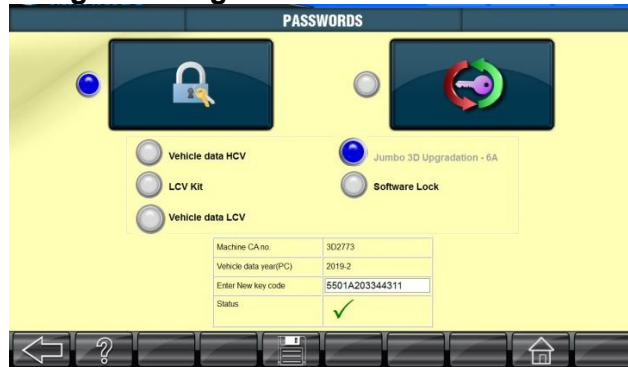 PASSWORDS
Vehicle data HCV
Jumbo 3D Upgradation - 6A
LCV Kit
Software Lock
Vehicle data LCV
Machine CA no. 3D2773
Vehicle data year(PC) 2019-2
Enter New key code 5501A203344311
Status